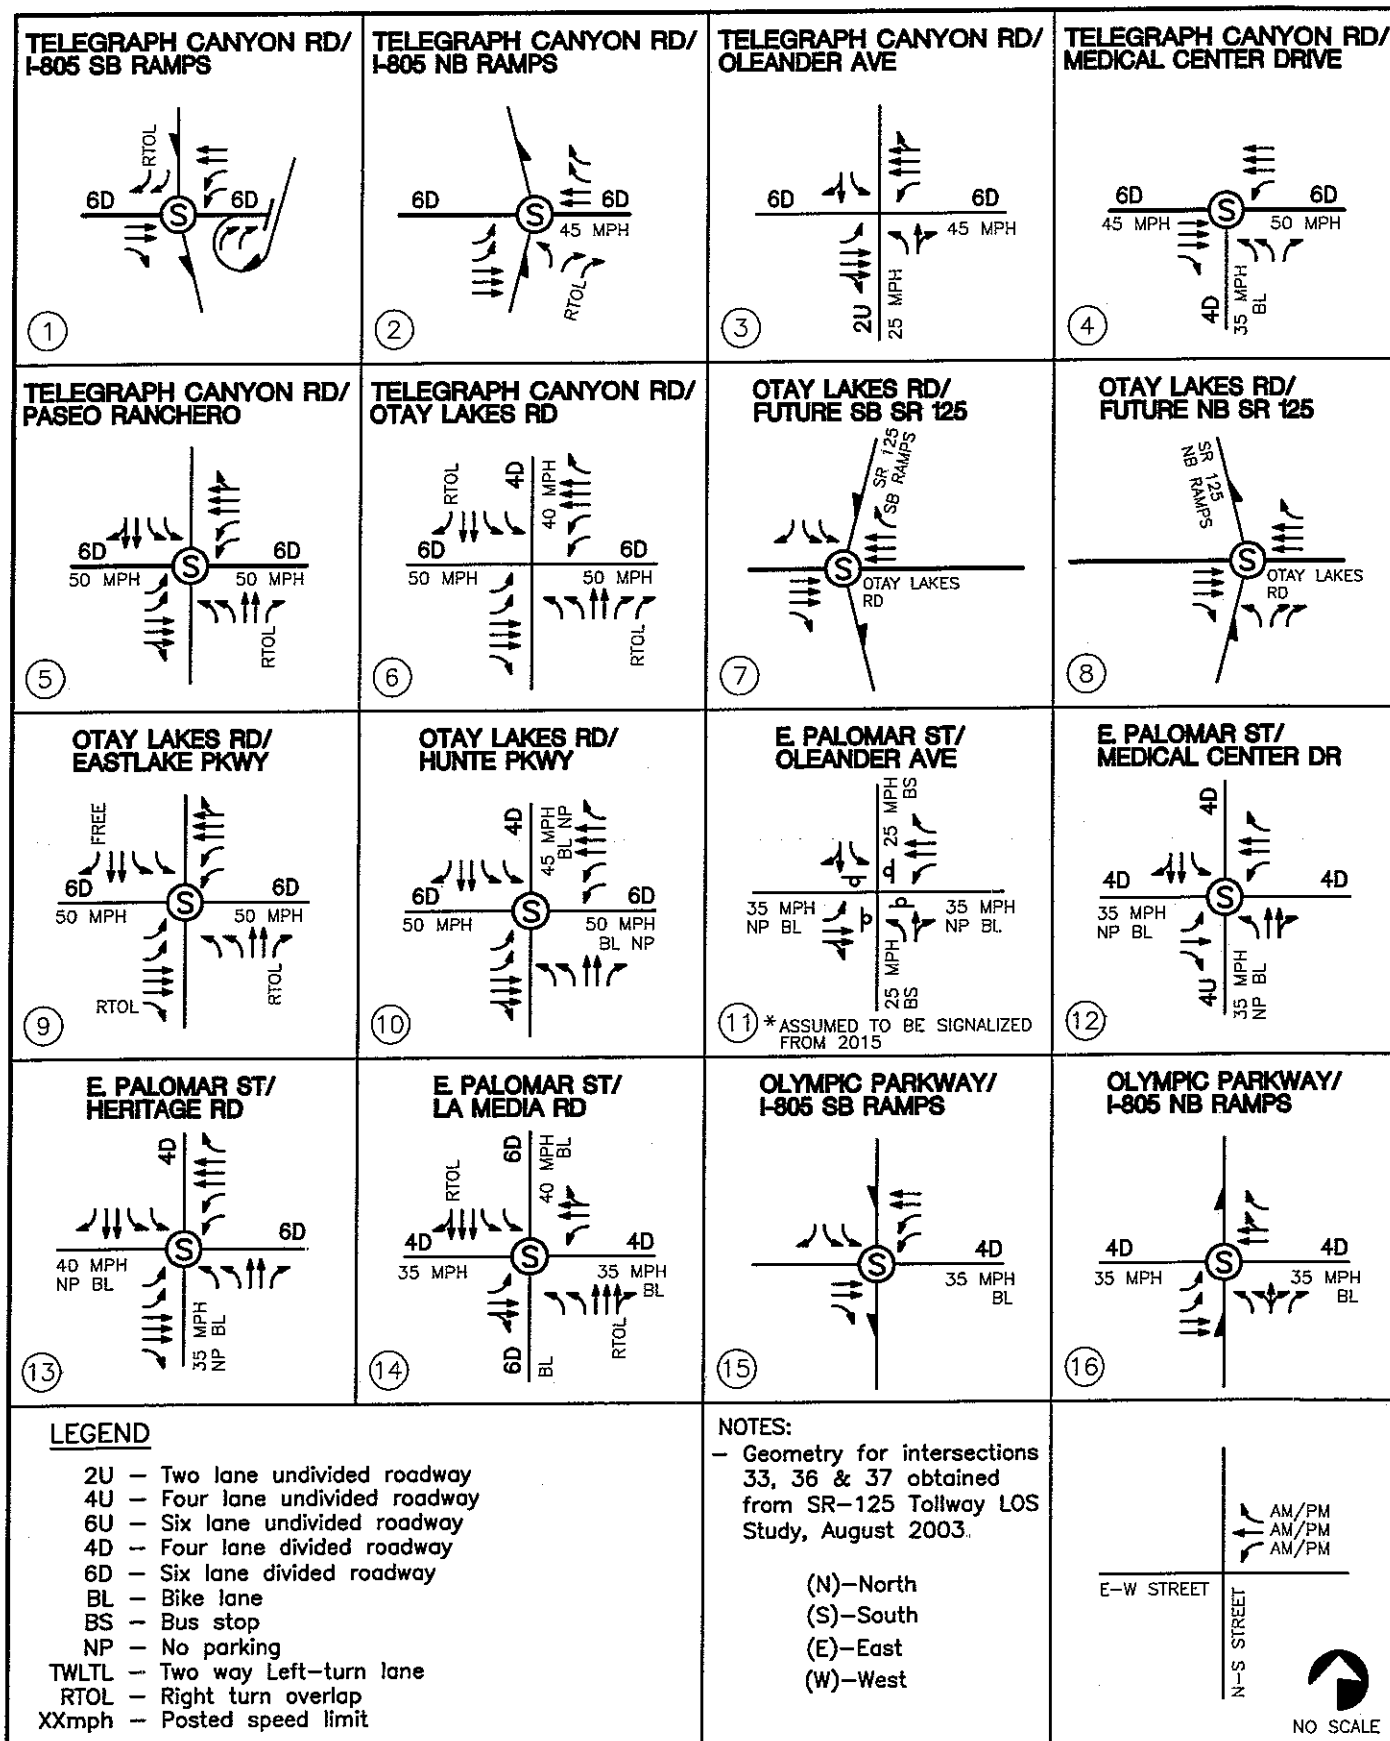 TELEGRAPH CANYON RD/
I-805 SB RAMPS
RTOL
6D
6D
S
1
TELEGRAPH CANYON RD/
I-805 NB RAMPS
6D
6D
S
45 MPH
RTOL
2
TELEGRAPH CANYON RD/
OLEANDER AVE
6D
6D
45 MPH
2U
25 MPH
3
TELEGRAPH CANYON RD/
MEDICAL CENTER DRIVE
6D
6D
S
45 MPH
50 MPH
4D
35 MPH
BL
4
TELEGRAPH CANYON RD/
PASEO RANCHERO
6D
6D
S
50 MPH
50 MPH
RTOL
5
TELEGRAPH CANYON RD/
OTAY LAKES RD
RTOL
4D
40 MPH
6D
6D
50 MPH
50 MPH
RTOL
6
OTAY LAKES RD/
FUTURE SB SR 125
SR 125
SB RAMPS
S
OTAY LAKES
RD
7
OTAY LAKES RD/
FUTURE NB SR 125
SR 125
NB RAMPS
S
OTAY LAKES
RD
8
OTAY LAKES RD/
EASTLAKE PKWY
FREE
6D
6D
S
50 MPH
50 MPH
RTOL
RTOL
9
OTAY LAKES RD/
HUNTE PKWY
4D
45 MPH
BL NP
6D
6D
S
50 MPH
50 MPH
BL NP
10
E. PALOMAR ST/
OLEANDER AVE
25 MPH
BS
35 MPH
NP BL
35 MPH
NP BL
25 MPH
BS
11
*ASSUMED TO BE SIGNALIZED
FROM 2015
E. PALOMAR ST/
MEDICAL CENTER DR
4D
4D
4D
S
35 MPH
NP BL
4U
35 MPH
NP BL
12
E. PALOMAR ST/
HERITAGE RD
4D
6D
S
40 MPH
NP BL
35 MPH
NP BL
13
E. PALOMAR ST/
LA MEDIA RD
RTOL
6D
40 MPH
BL
4D
4D
S
35 MPH
35 MPH
BL
6D
BL
RTOL
14
OLYMPIC PARKWAY/
I-805 SB RAMPS
4D
S
35 MPH
BL
15
OLYMPIC PARKWAY/
I-805 NB RAMPS
4D
4D
S
35 MPH
35 MPH
BL
16
LEGEND
2U – Two lane undivided roadway
4U – Four lane undivided roadway
6U – Six lane undivided roadway
4D – Four lane divided roadway
6D – Six lane divided roadway
BL – Bike lane
BS – Bus stop
NP – No parking
TWLTL – Two way Left-turn lane
RTOL – Right turn overlap
XXmph – Posted speed limit
NOTES:
– Geometry for intersections
33, 36 & 37 obtained
from SR-125 Tollway LOS
Study, August 2003.
(N)-North
(S)-South
(E)-East
(W)-West
AM/PM
AM/PM
AM/PM
E-W STREET
N-S STREET
NO SCALE